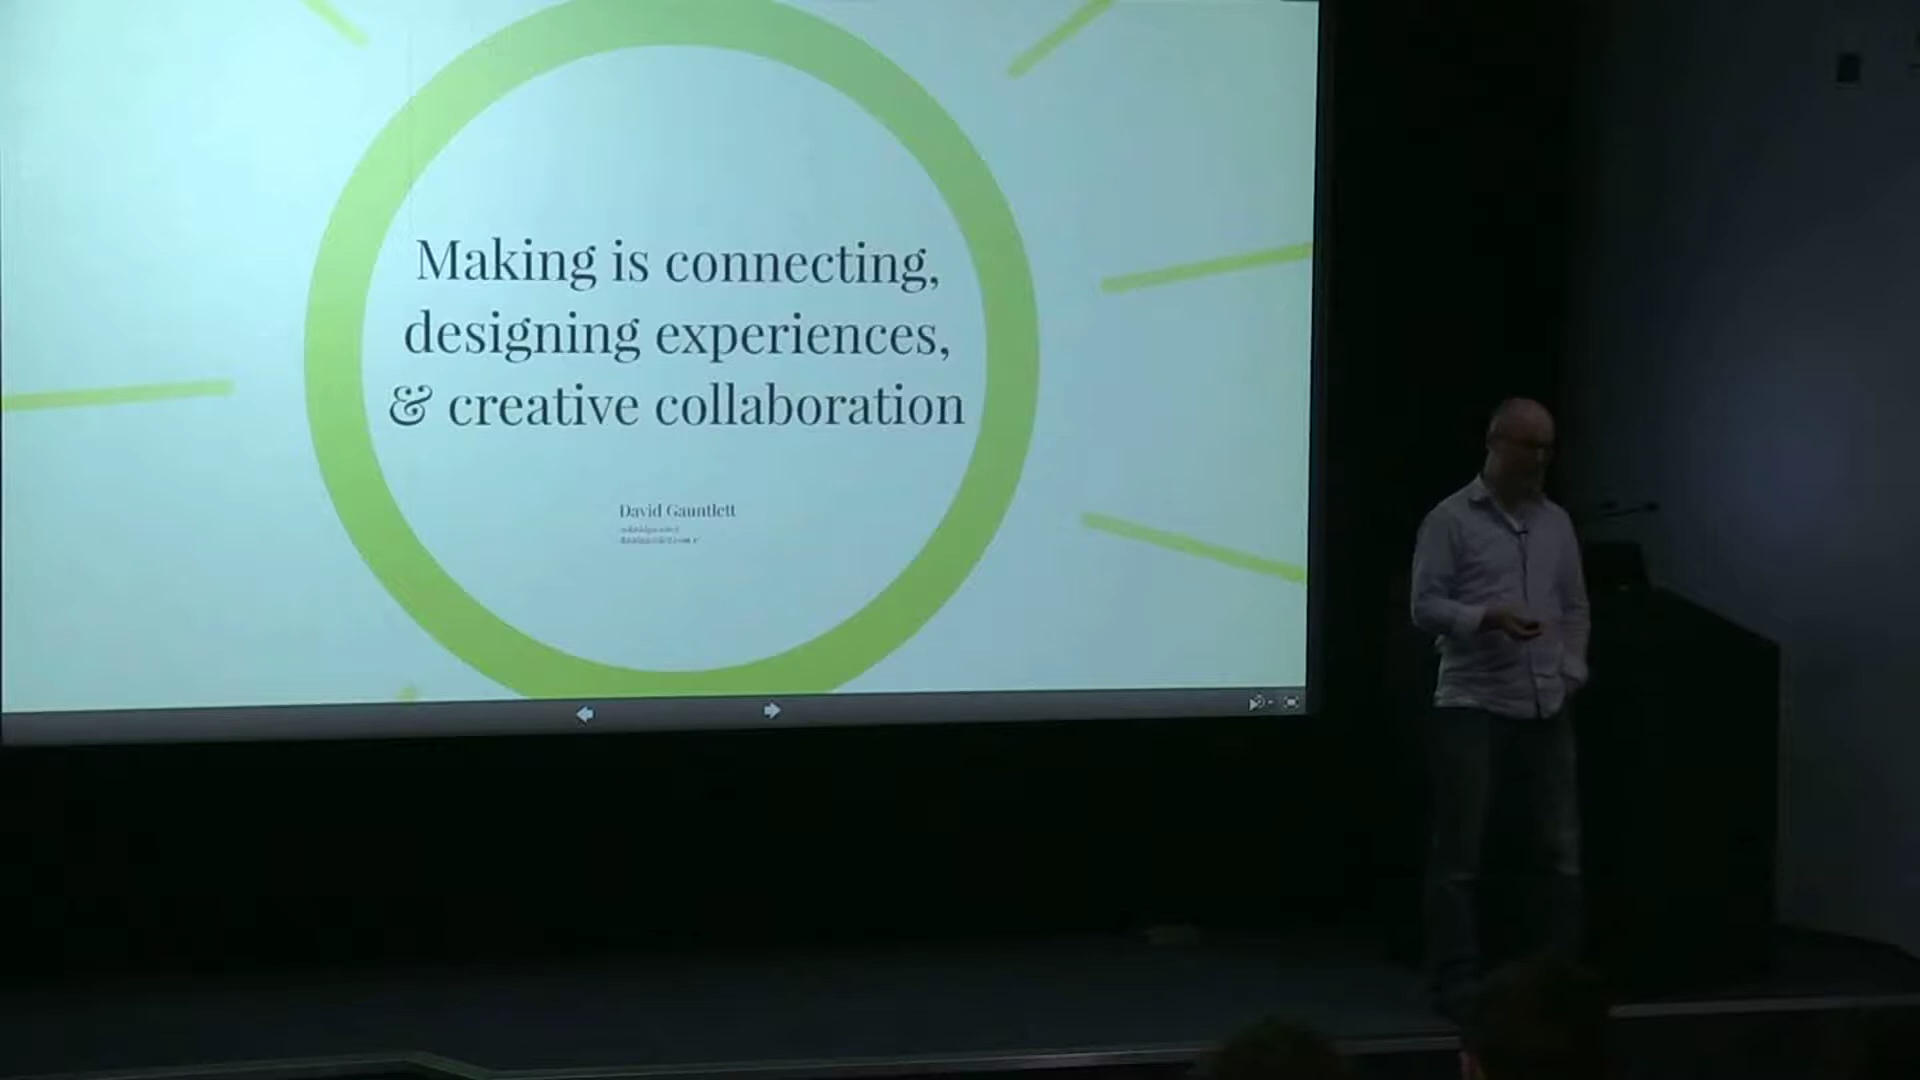 Making is connecting,
designing experiences,
& creative collaboration
David Gauntlett